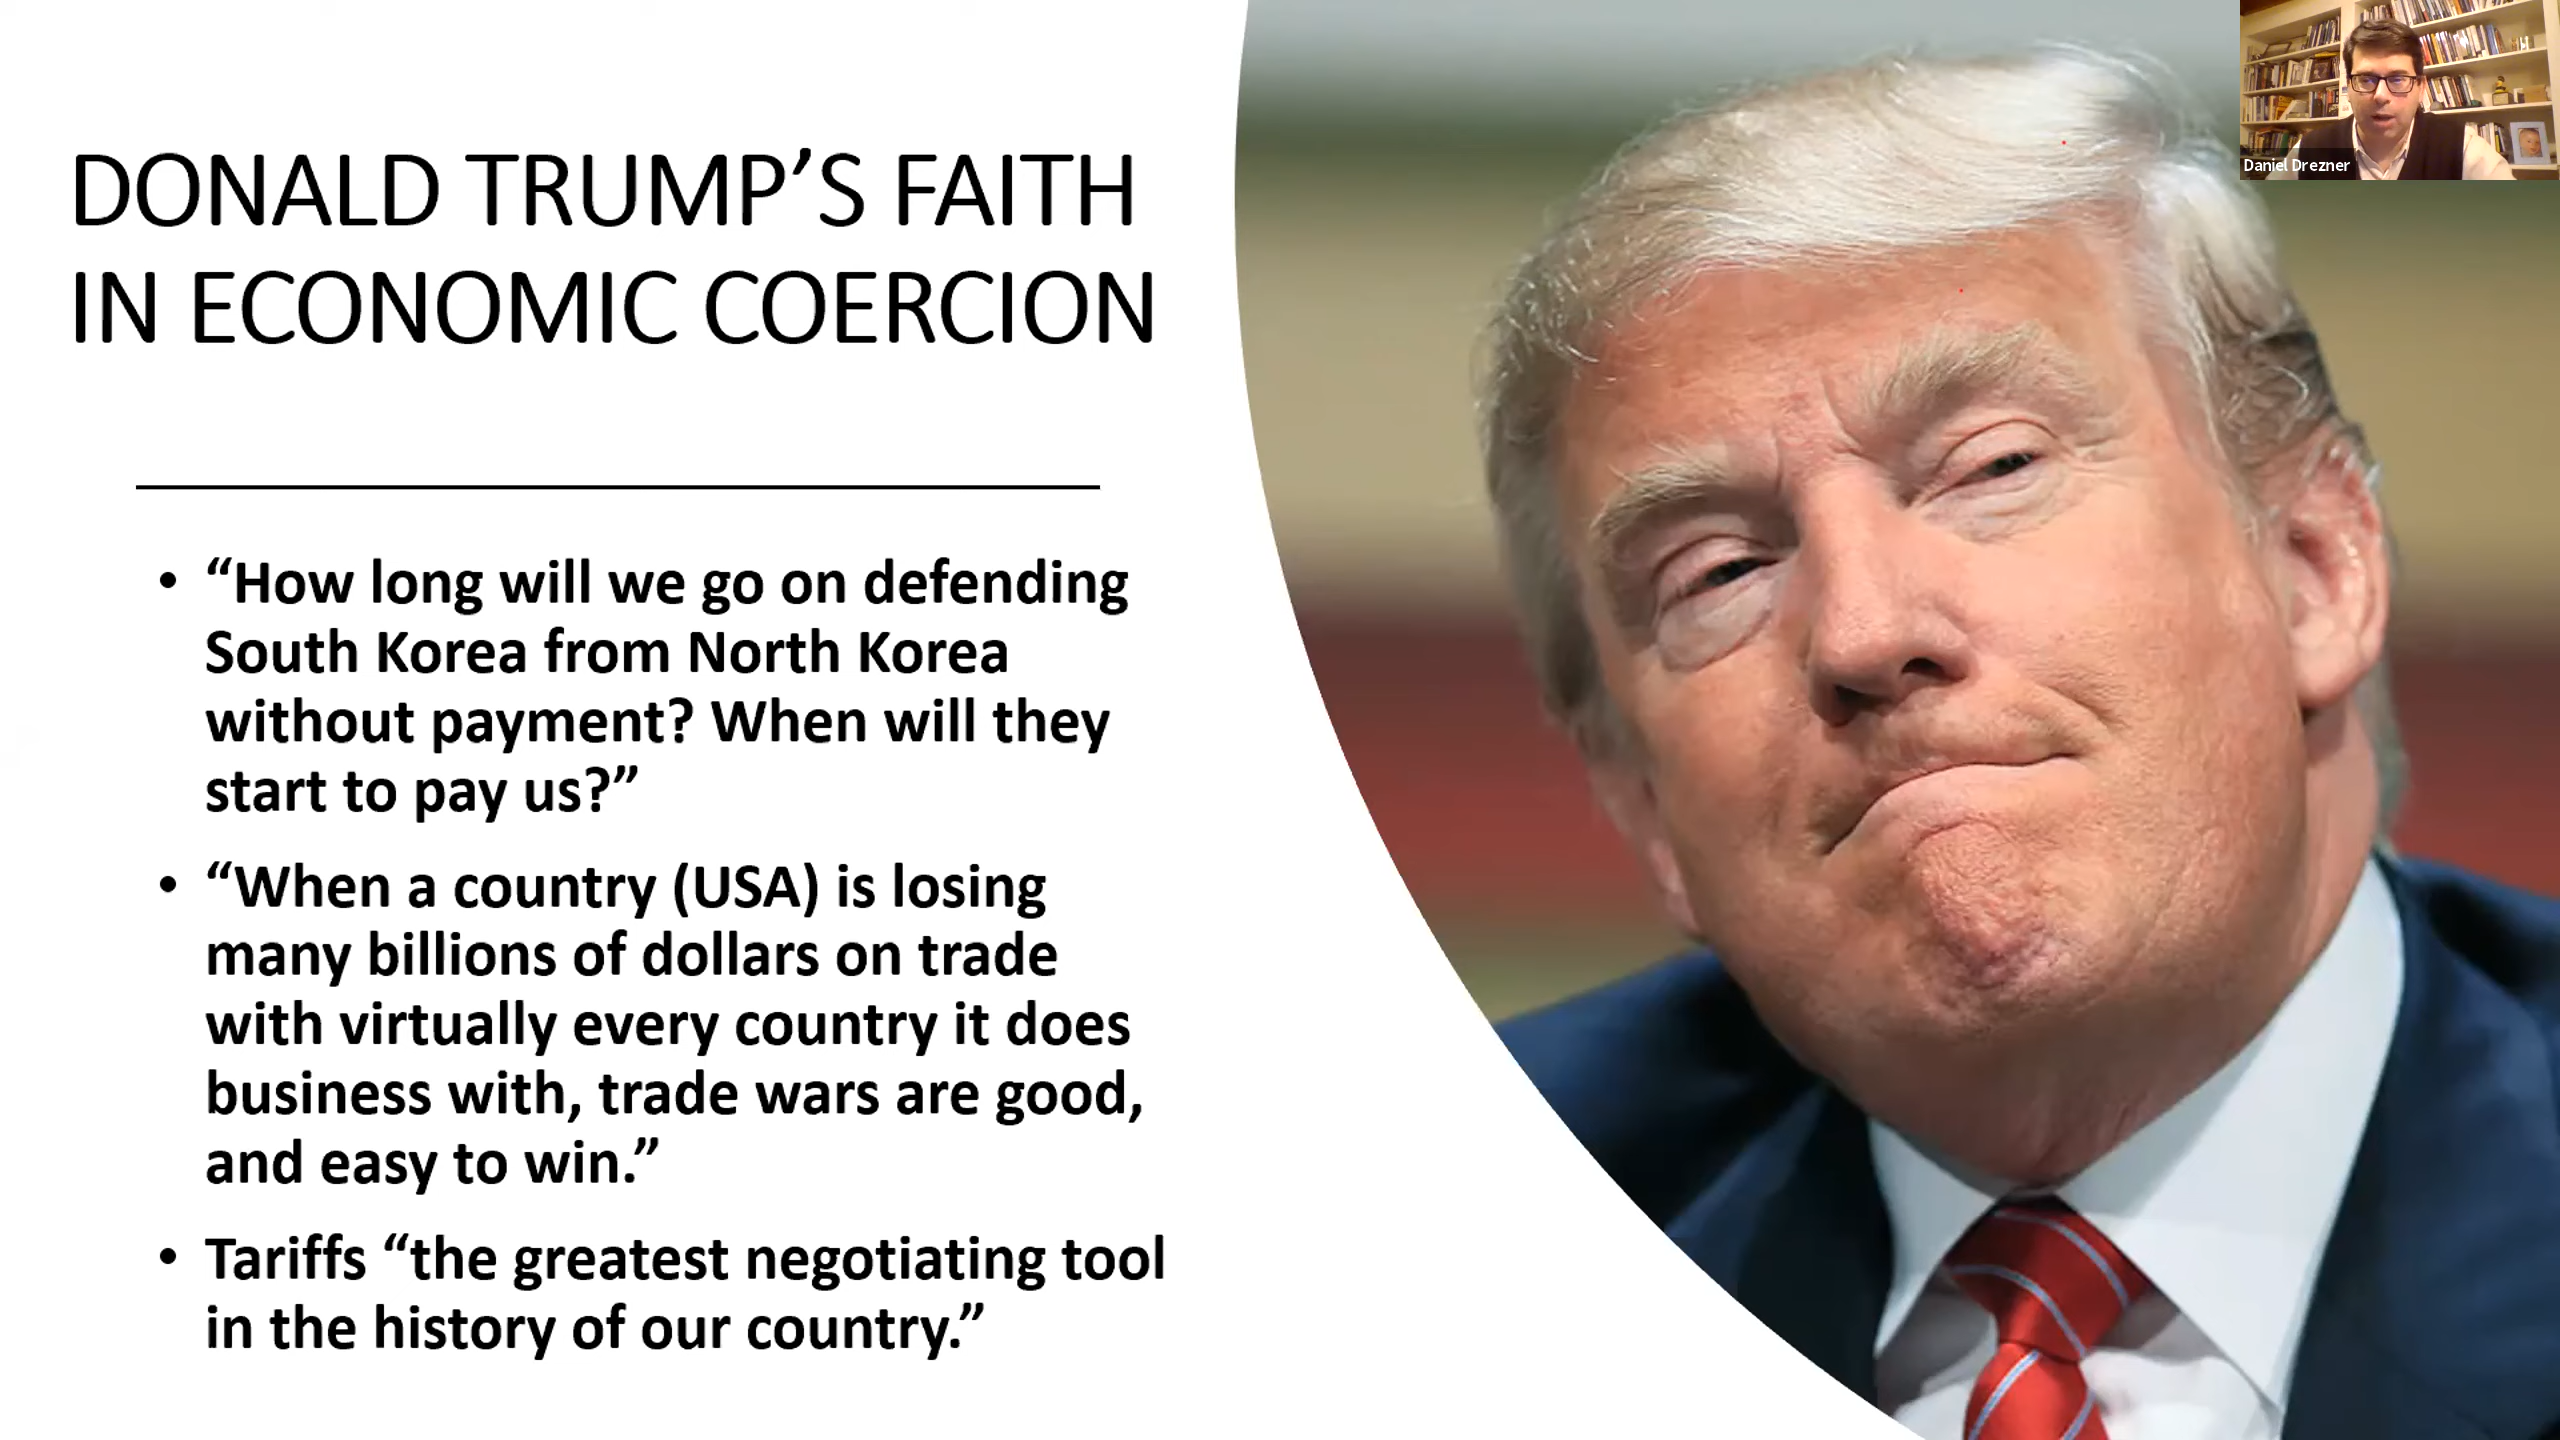 DONALD TRUMP’S FAITH
IN ECONOMIC COERCION
• “How long will we go on defending
South Korea from North Korea
without payment? When will they
start to pay us?”
• “When a country (USA) is losing
many billions of dollars on trade
with virtually every country it does
business with, trade wars are good,
and easy to win.”
• Tariffs “the greatest negotiating tool
in the history of our country.”
Daniel Drezner